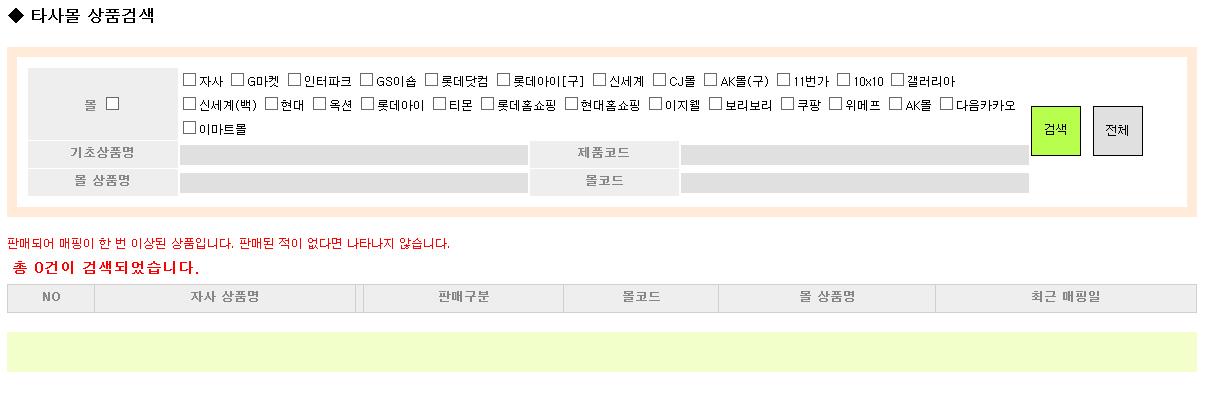 ◆ 타사몰 상품검색
몰 □ □자사 □G마켓 □인터파크 □GS이숍 □롯데닷컴 □롯데아이[구] □신세계 □CJ몰 □AK몰(구) □11번가 □10x10 □갤러리아
□신세계(백) □현대 □옥션 □롯데아이 □티몬 □롯데홈쇼핑 □현대홈쇼핑 □이지웰 □보리보리 □쿠팡 □위메프 □AK몰 □다음카카오
□이마트몰
검색 전체
기초상품명 제품코드
몰 상품명 몰코드
판매되어 매핑이 한 번 이상된 상품입니다. 판매된 적이 없다면 나타나지 않습니다.
총 0건이 검색되었습니다.
NO 자사 상품명 판매구분 몰코드 몰 상품명 최근 매핑일